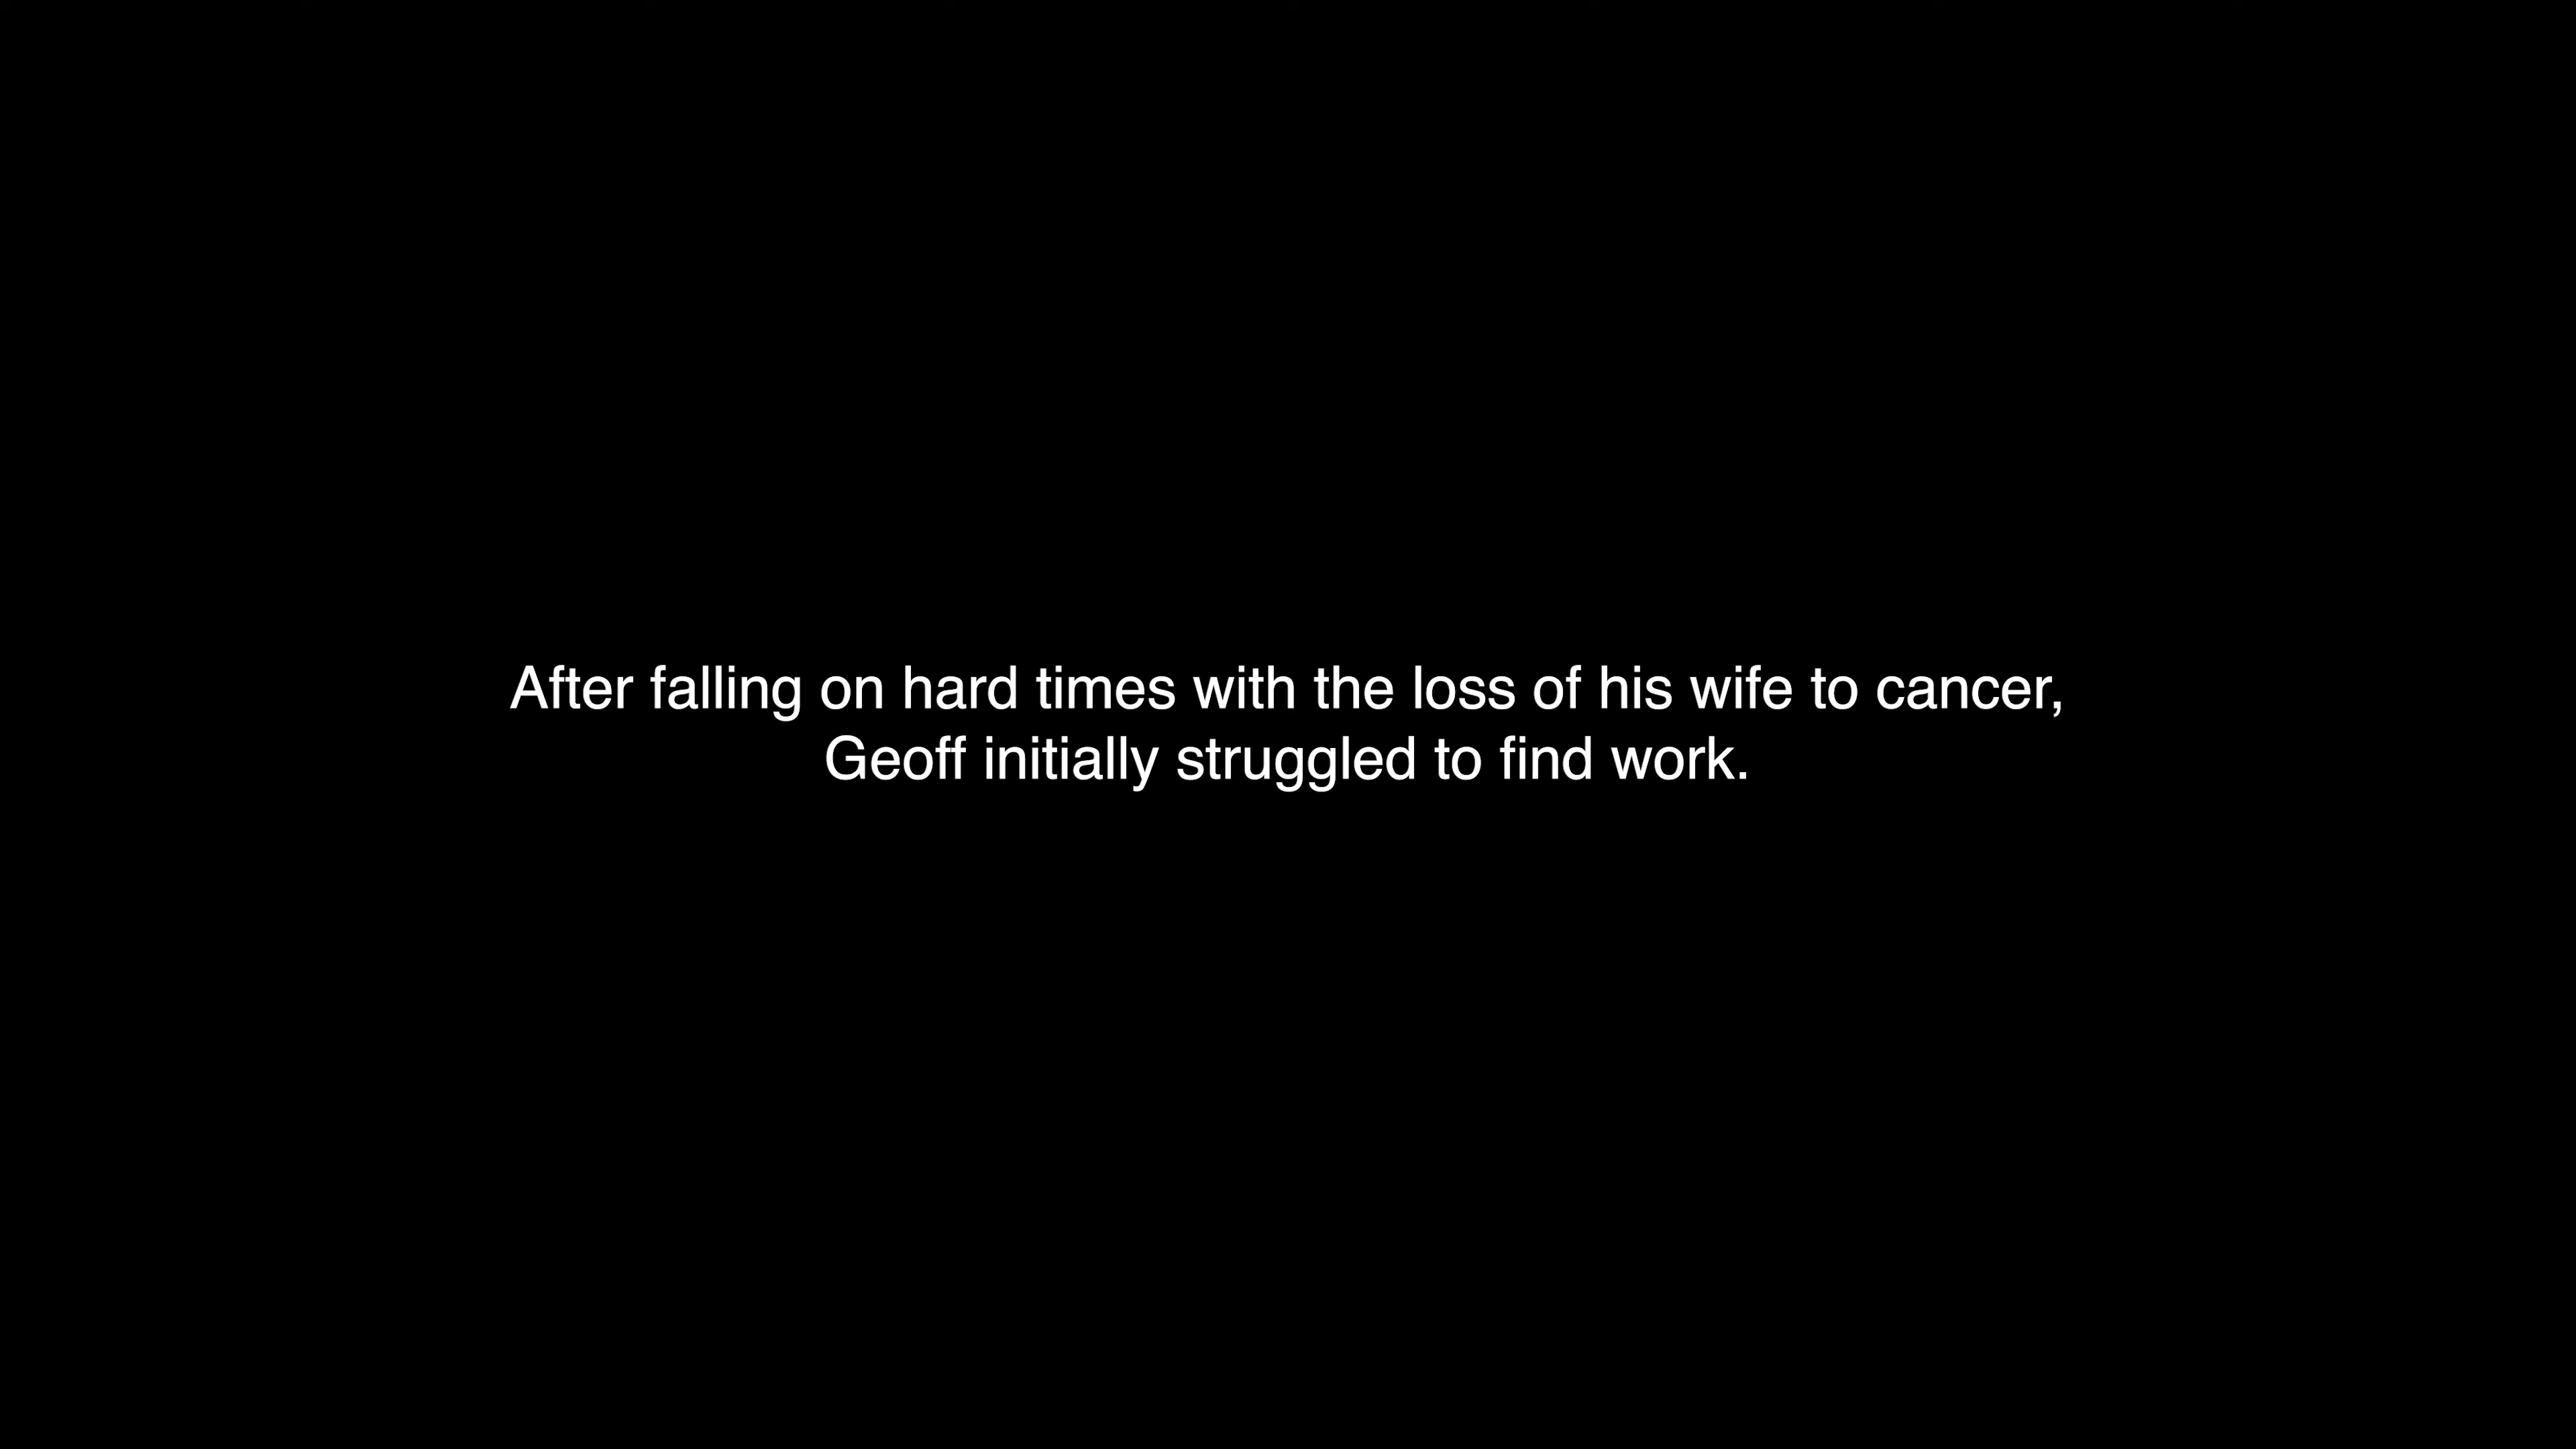 After falling on hard times with the loss of his wife to cancer,
Geoff initially struggled to find work.